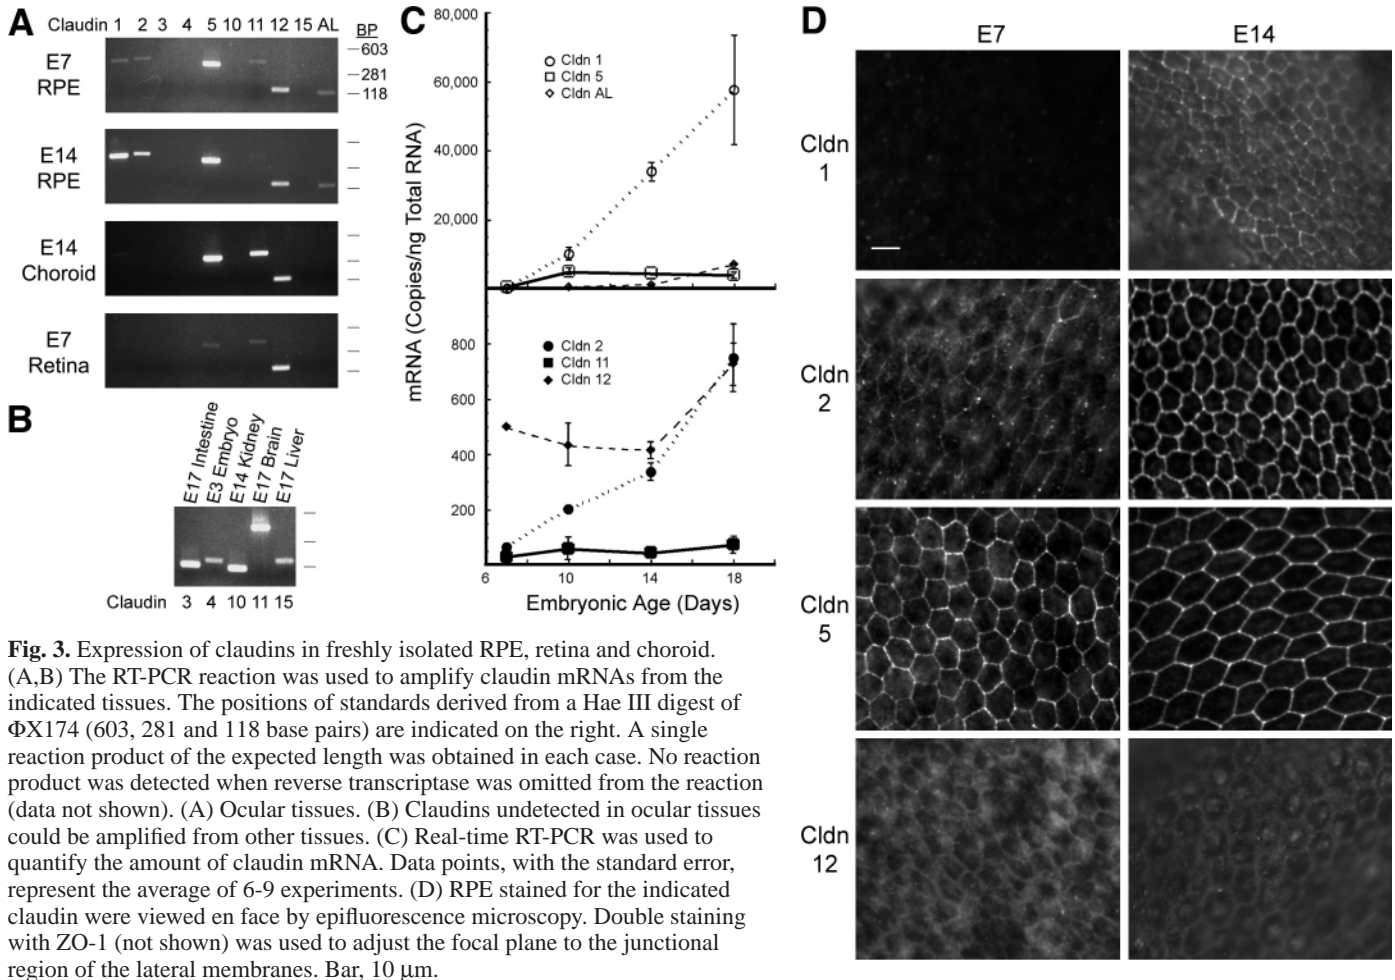 A
Claudin 1 2 3 4 5 10 11 12 15 AL
BP
E7
RPE
603
281
118
E14
RPE
E14
Choroid
E7
Retina
B
E17 Intestine
E3 Embryo
E14 Kidney
E17 Brain
E17 Liver
Claudin 3 4 10 11 15
C
mRNA (Copies/ng Total RNA)
80,000
60,000
40,000
20,000
Cldn 1
Cldn 5
Cldn AL
800
600
400
200
Cldn 2
Cldn 11
Cldn 12
6 10 14 18
Embryonic Age (Days)
D
E7 E14
Cldn
1
Cldn
2
Cldn
5
Cldn
12
Fig. 3. Expression of claudins in freshly isolated RPE, retina and choroid.
(A,B) The RT-PCR reaction was used to amplify claudin mRNAs from the
indicated tissues. The positions of standards derived from a Hae III digest of
ΦX174 (603, 281 and 118 base pairs) are indicated on the right. A single
reaction product of the expected length was obtained in each case. No reaction
product was detected when reverse transcriptase was omitted from the reaction
(data not shown). (A) Ocular tissues. (B) Claudins undetected in ocular tissues
could be amplified from other tissues. (C) Real-time RT-PCR was used to
quantify the amount of claudin mRNA. Data points, with the standard error,
represent the average of 6-9 experiments. (D) RPE stained for the indicated
claudin were viewed en face by epifluorescence microscopy. Double staining
with ZO-1 (not shown) was used to adjust the focal plane to the junctional
region of the lateral membranes. Bar, 10 μm.